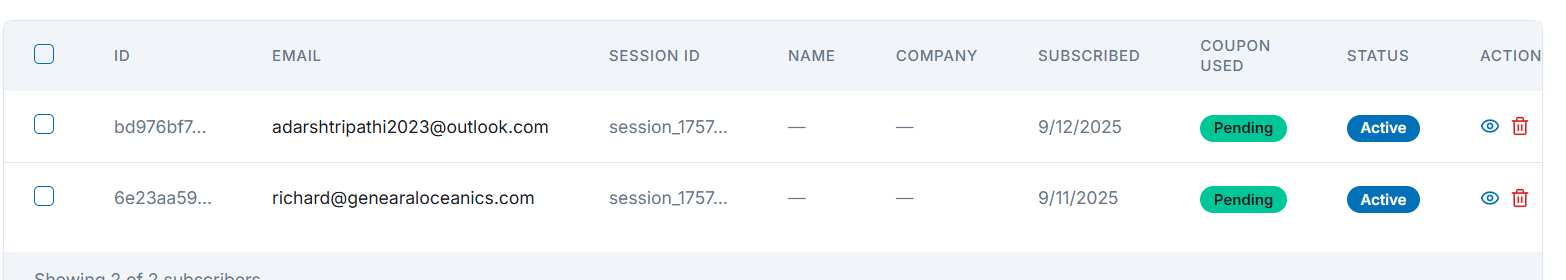 ID EMAIL SESSION ID NAME COMPANY SUBSCRIBED COUPON USED STATUS ACTION
bd976bf7... adarshtripathi2023@outlook.com session_1757... — — 9/12/2025 Pending Active
6e23aa59... richard@genearaloceanics.com session_1757... — — 9/11/2025 Pending Active
Showing 2 of 2 subscribers